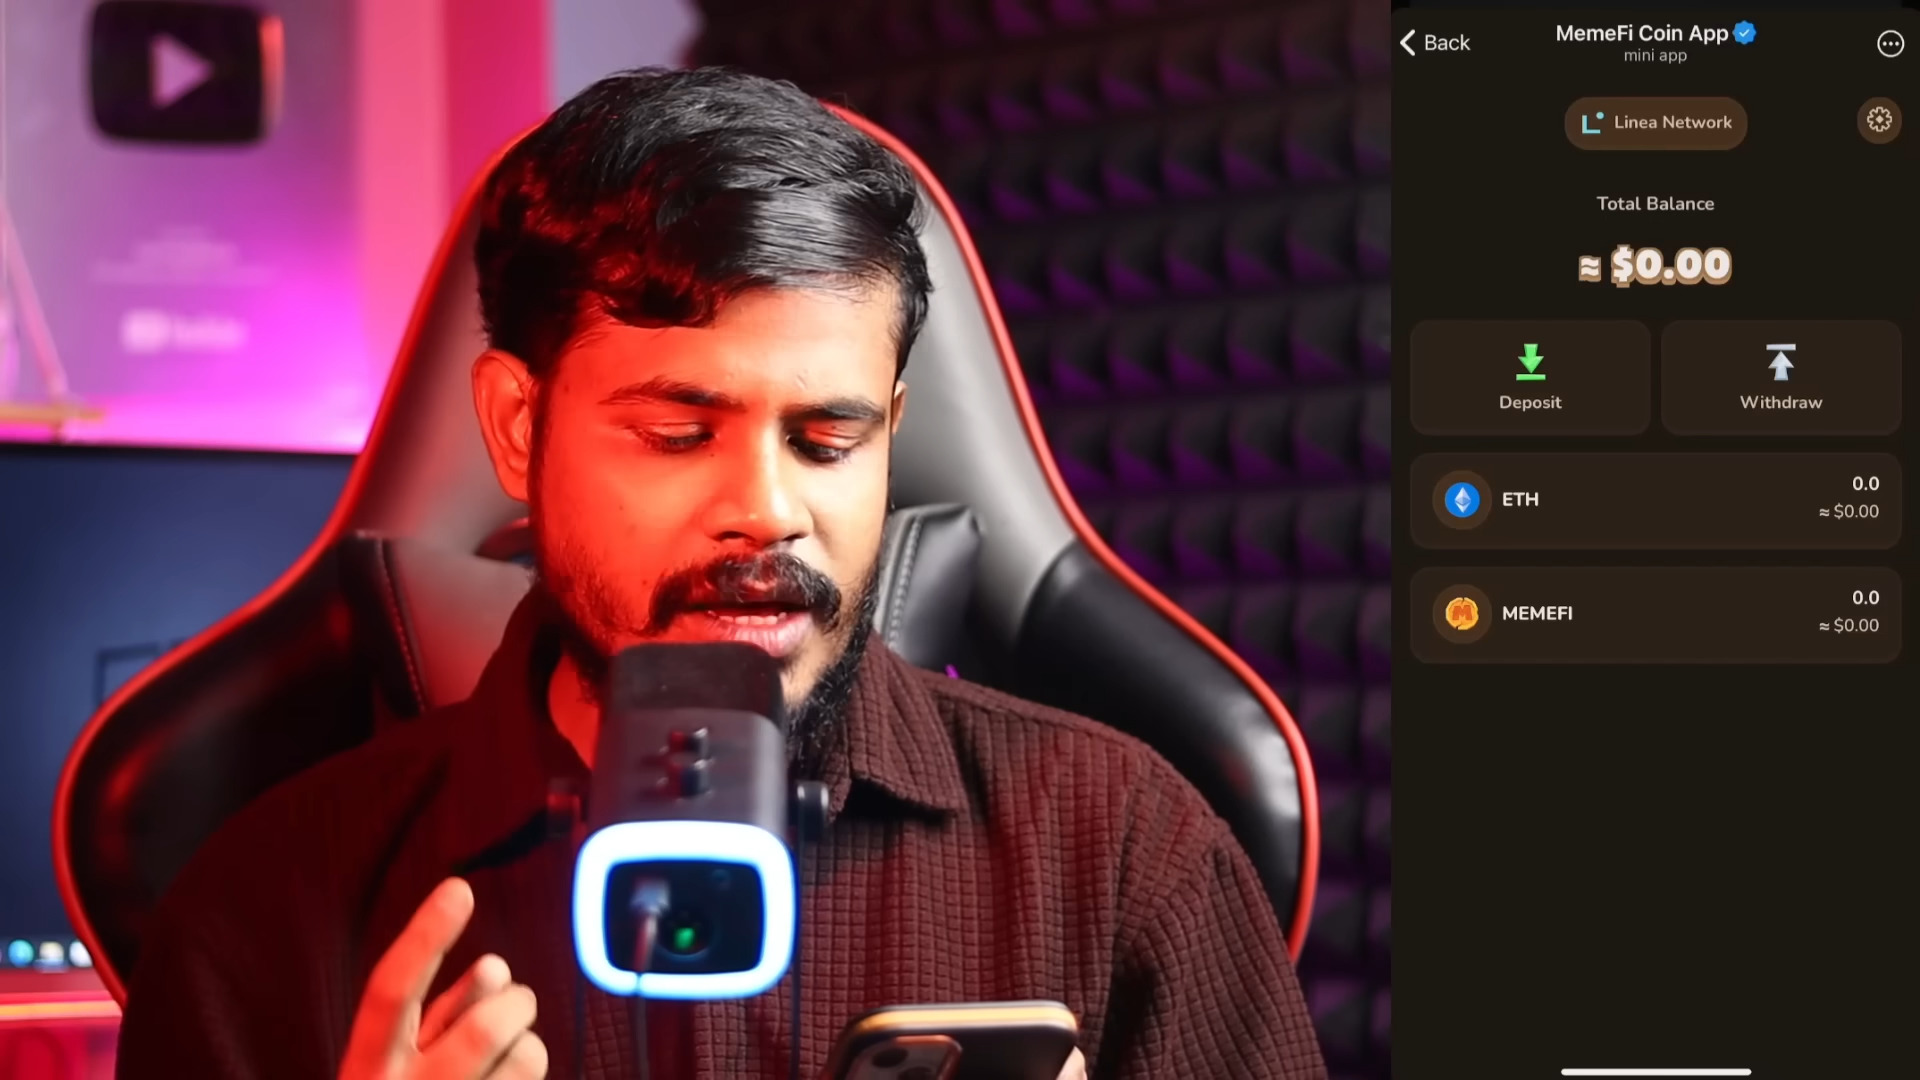 Back
MemeFi Coin App
mini app
Linea Network
Total Balance
≈ $0.00
Deposit
Withdraw
ETH
0.0
≈ $0.00
MEMEFI
0.0
≈ $0.00